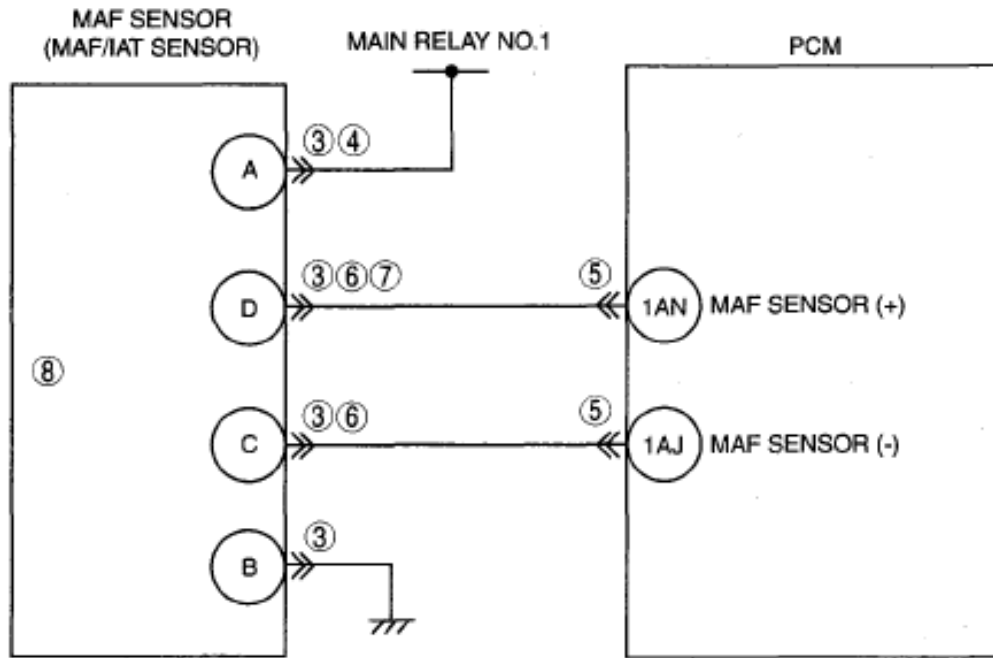 MAF SENSOR
(MAF/IAT SENSOR)
MAIN RELAY NO.1
PCM
A
③④
D
③⑥⑦
⑤
1AN
MAF SENSOR (+)
⑧
C
③⑥
⑤
1AJ
MAF SENSOR (-)
B
③